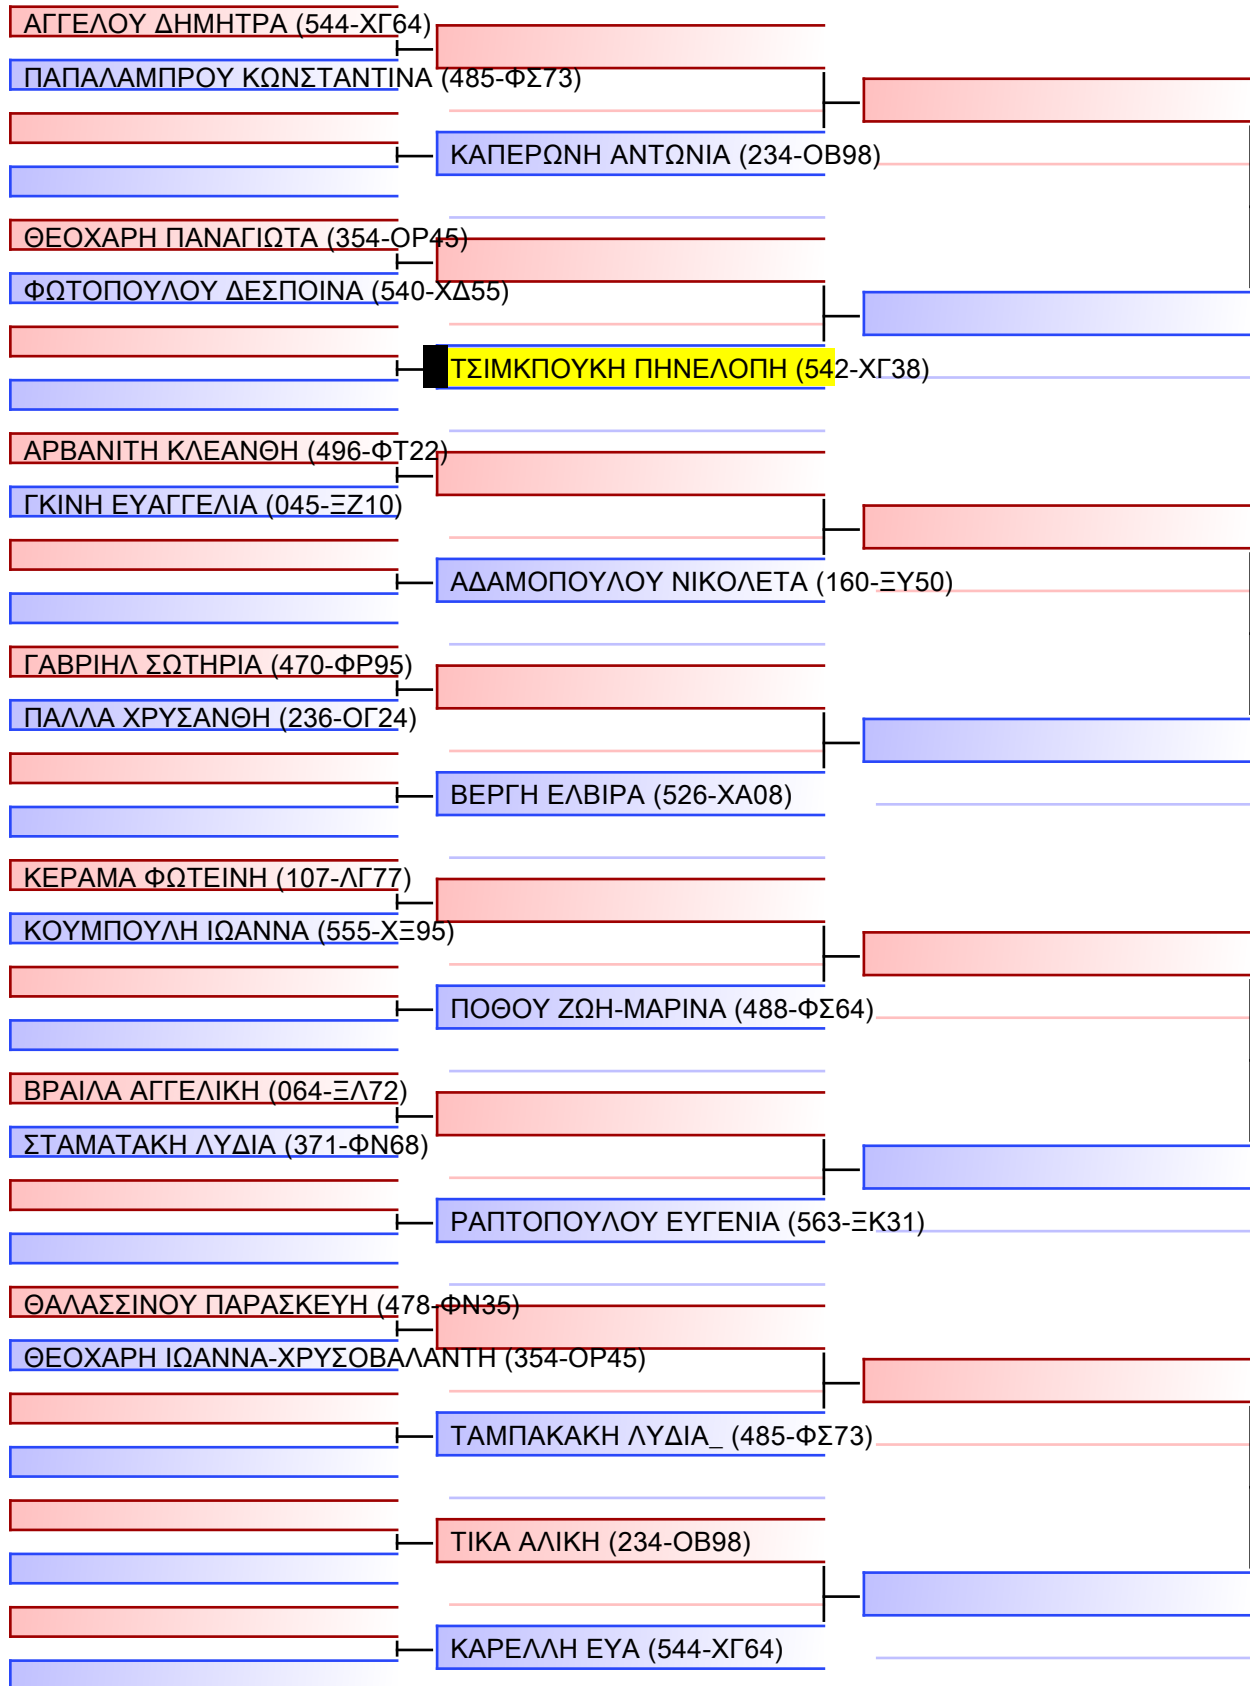 ΑΓΓΕΛΟΥ ΔΗΜΗΤΡΑ (544-ΧΓ64)
ΠΑΠΑΛΑΜΠΡΟΥ ΚΩΝΣΤΑΝΤΙΝΑ (485-ΦΣ73)
ΚΑΠΕΡΩΝΗ ΑΝΤΩΝΙΑ (234-ΟΒ98)
ΘΕΟΧΑΡΗ ΠΑΝΑΓΙΩΤΑ (354-ΟΡ45)
ΦΩΤΟΠΟΥΛΟΥ ΔΕΣΠΟΙΝΑ (540-ΧΔ55)
ΤΣΙΜΚΠΟΥΚΗ ΠΗΝΕΛΟΠΗ (542-ΧΓ38)
ΑΡΒΑΝΙΤΗ ΚΛΕΑΝΘΗ (496-ΦΤ22)
ΓΚΙΝΗ ΕΥΑΓΓΕΛΙΑ (045-ΞΖ10)
ΑΔΑΜΟΠΟΥΛΟΥ ΝΙΚΟΛΕΤΑ (160-ΞΥ50)
ΓΑΒΡΙΗΛ ΣΩΤΗΡΙΑ (470-ΦΡ95)
ΠΑΛΛΑ ΧΡΥΣΑΝΘΗ (236-ΟΓ24)
ΒΕΡΓΗ ΕΛΒΙΡΑ (526-ΧΑ08)
ΚΕΡΑΜΑ ΦΩΤΕΙΝΗ (107-ΛΓ77)
ΚΟΥΜΠΟΥΛΗ ΙΩΑΝΝΑ (555-ΧΞ95)
ΠΟΘΟΥ ΖΩΗ-ΜΑΡΙΝΑ (488-ΦΣ64)
ΒΡΑΙΛΑ ΑΓΓΕΛΙΚΗ (064-ΞΛ72)
ΣΤΑΜΑΤΑΚΗ ΛΥΔΙΑ (371-ΦΝ68)
ΡΑΠΤΟΠΟΥΛΟΥ ΕΥΓΕΝΙΑ (563-ΞΚ31)
ΘΑΛΑΣΣΙΝΟΥ ΠΑΡΑΣΚΕΥΗ (478-ΦΝ35)
ΘΕΟΧΑΡΗ ΙΩΑΝΝΑ-ΧΡΥΣΟΒΑΛΑΝΤΗ (354-ΟΡ45)
ΤΑΜΠΑΚΑΚΗ ΛΥΔΙΑ_ (485-ΦΣ73)
ΤΙΚΑ ΑΛΙΚΗ (234-ΟΒ98)
ΚΑΡΕΛΛΗ ΕΥΑ (544-ΧΓ64)